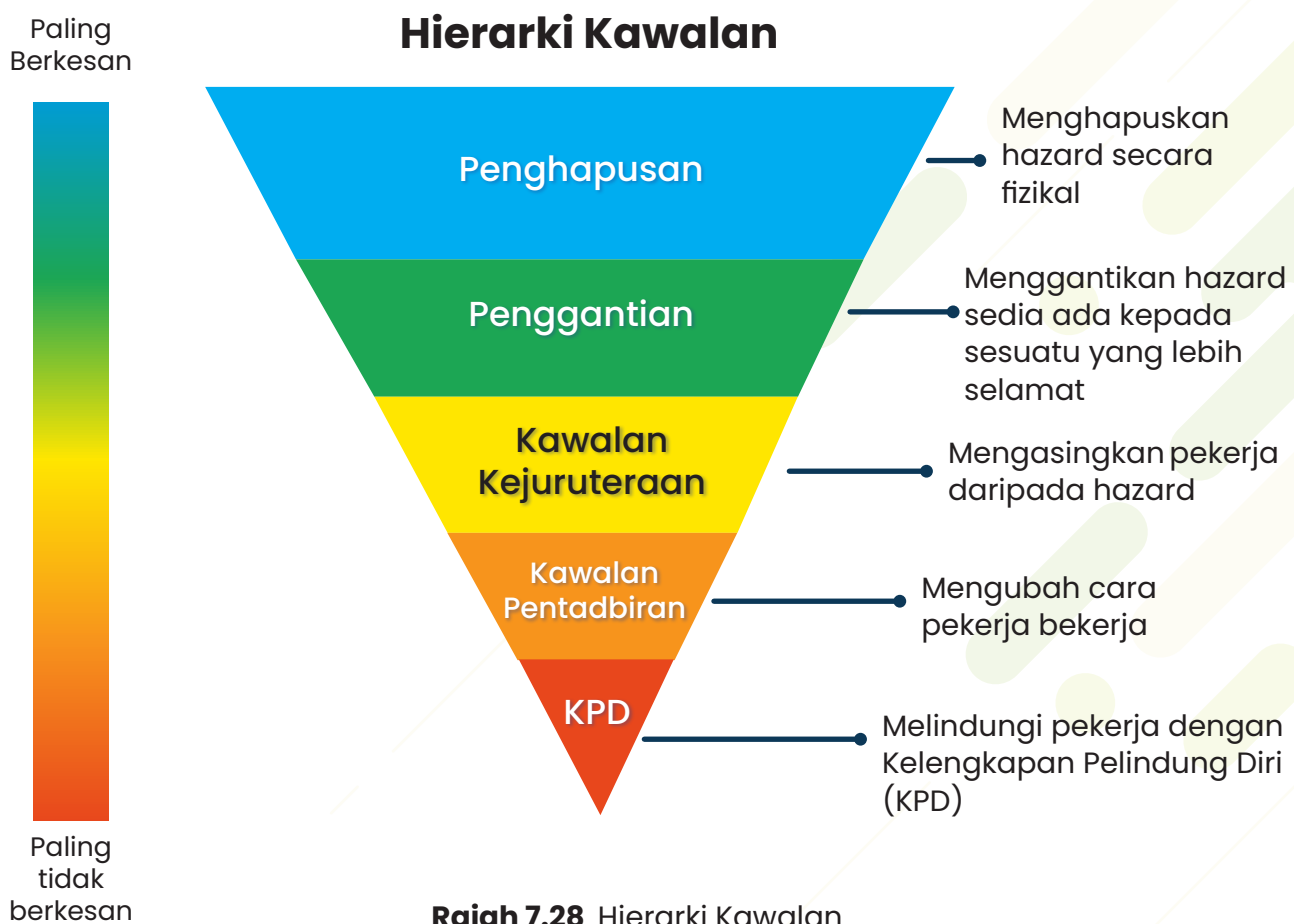 Hierarki Kawalan
Paling
Berkesan
Penghapusan
Menghapuskan
hazard secara
fizikal
Penggantian
Menggantikan hazard
sedia ada kepada
sesuatu yang lebih
selamat
Kawalan
Kejuruteraan
Mengasingkan pekerja
daripada hazard
Kawalan
Pentadbiran
Mengubah cara
pekerja bekerja
KPD
Melindungi pekerja dengan
Kelengkapan Pelindung Diri
(KPD)
Paling
tidak
berkesan
Rajah 7.28 Hierarki Kawalan